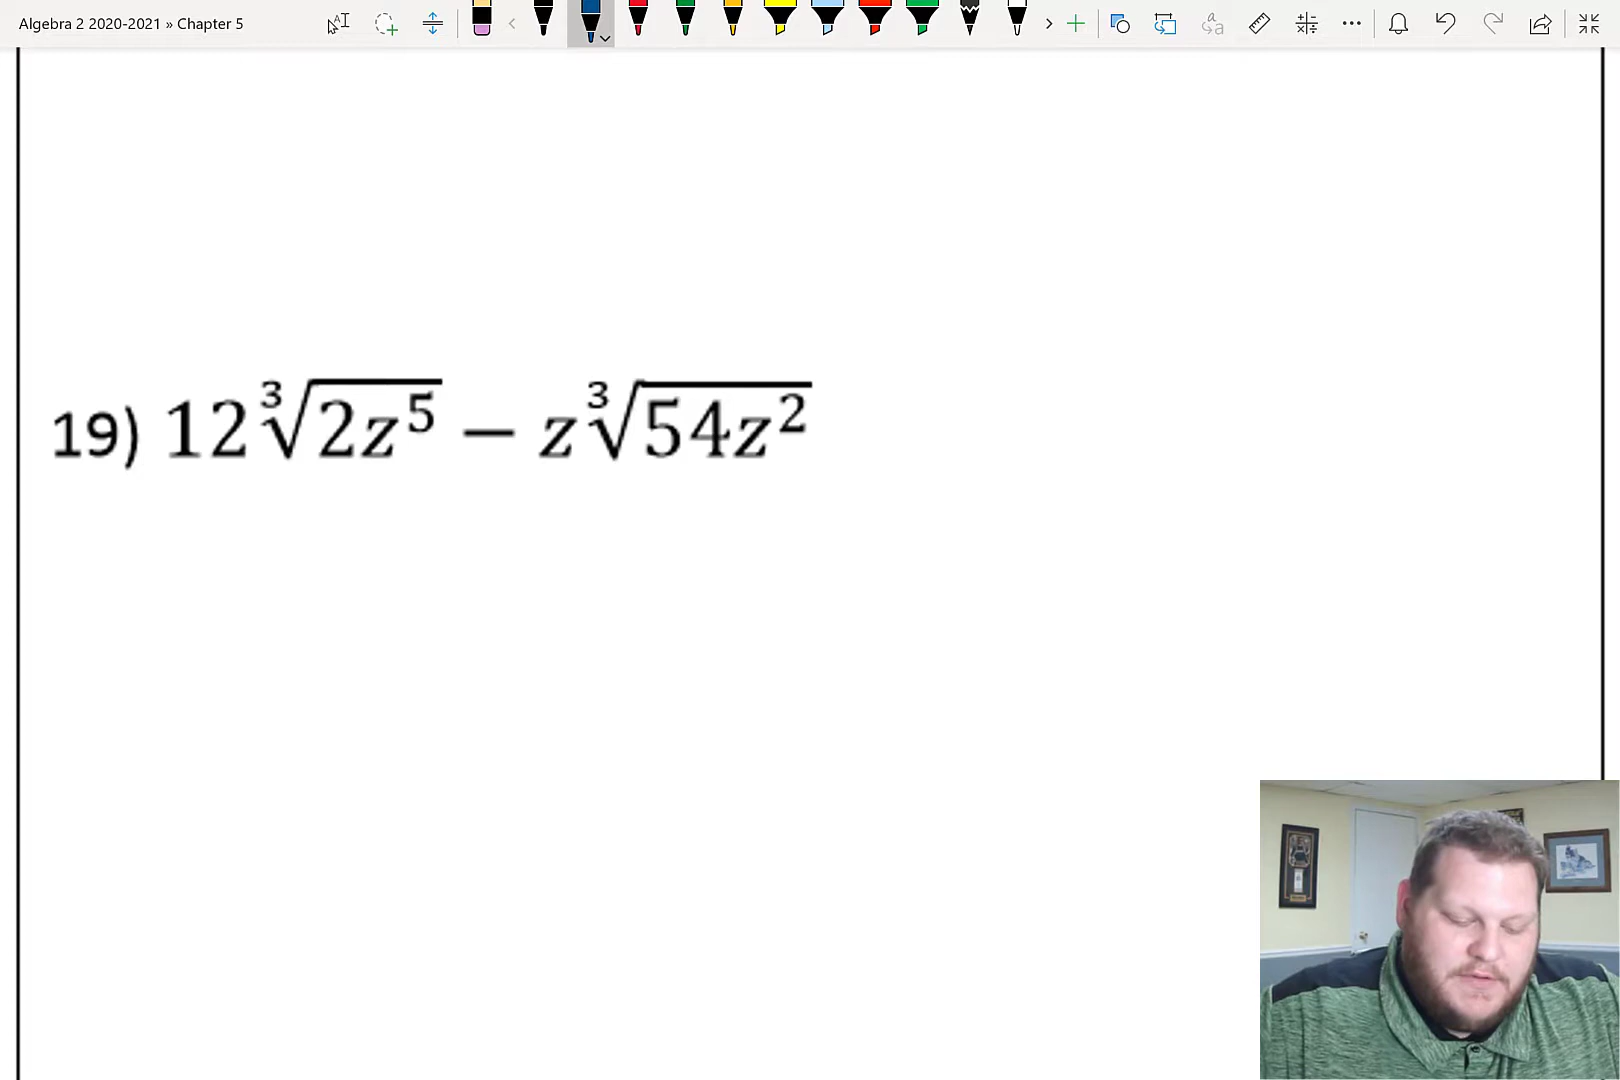 Algebra 2 2020-2021 » Chapter 5
19) 12∛(2z⁵) − z∛(54z²)